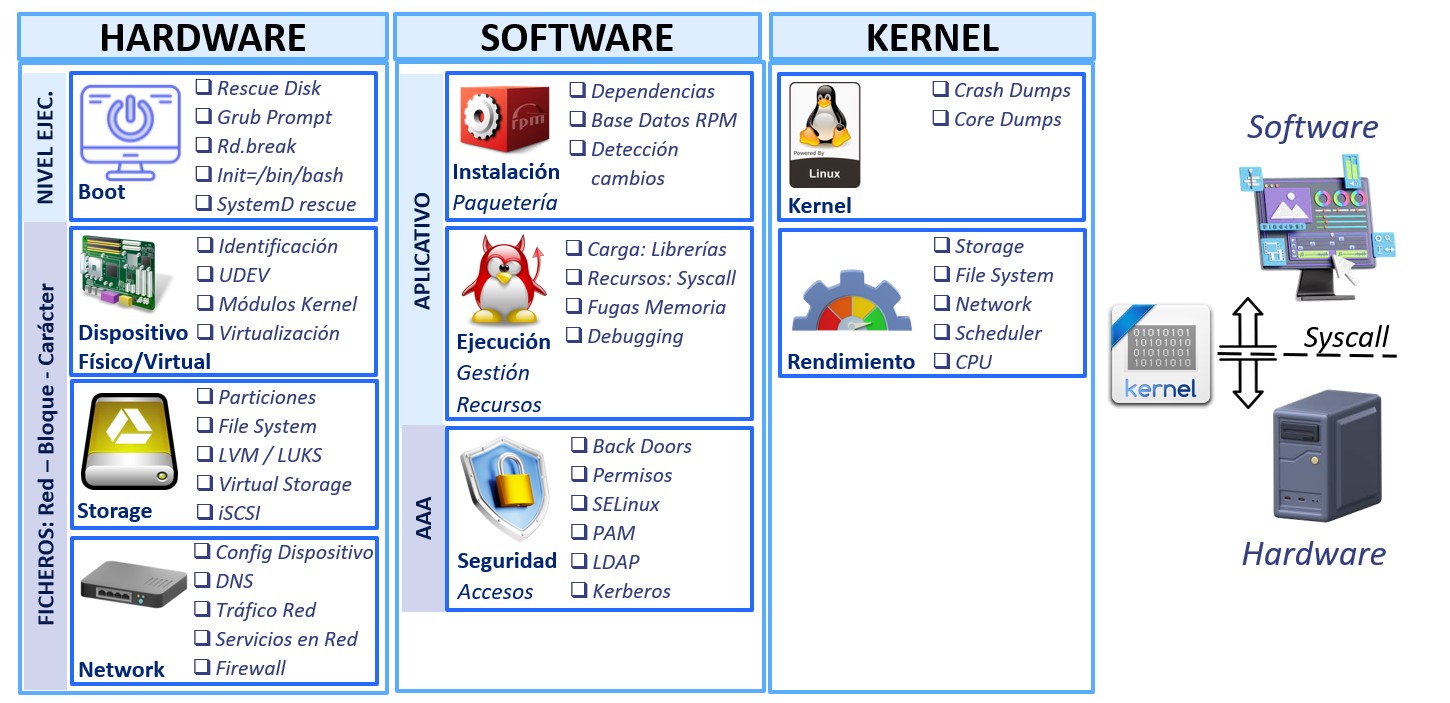 HARDWARE
NIVEL EJEC.
Rescue Disk
Grub Prompt
Rd.break
Init=/bin/bash
SystemD rescue
Boot
FICHEROS: Red – Bloque - Carácter
Identificación
UDEV
Módulos Kernel
Virtualización
Dispositivo
Físico/Virtual
Particiones
File System
LVM / LUKS
Virtual Storage
iSCSI
Storage
Config Dispositivo
DNS
Tráfico Red
Servicios en Red
Firewall
Network
SOFTWARE
APLICATIVO
rpm
Dependencias
Base Datos RPM
Detección
cambios
Instalación
Paquetería
Carga: Librerías
Recursos: Syscall
Fugas Memoria
Debugging
Ejecución
Gestión
Recursos
AAA
Back Doors
Permisos
SELinux
PAM
LDAP
Kerberos
Seguridad
Accesos
KERNEL
Powered By
Linux
Crash Dumps
Core Dumps
Kernel
Storage
File System
Network
Scheduler
CPU
Rendimiento
Software
01010101
10101010
01010101
10101010
kernel
Syscall
Hardware